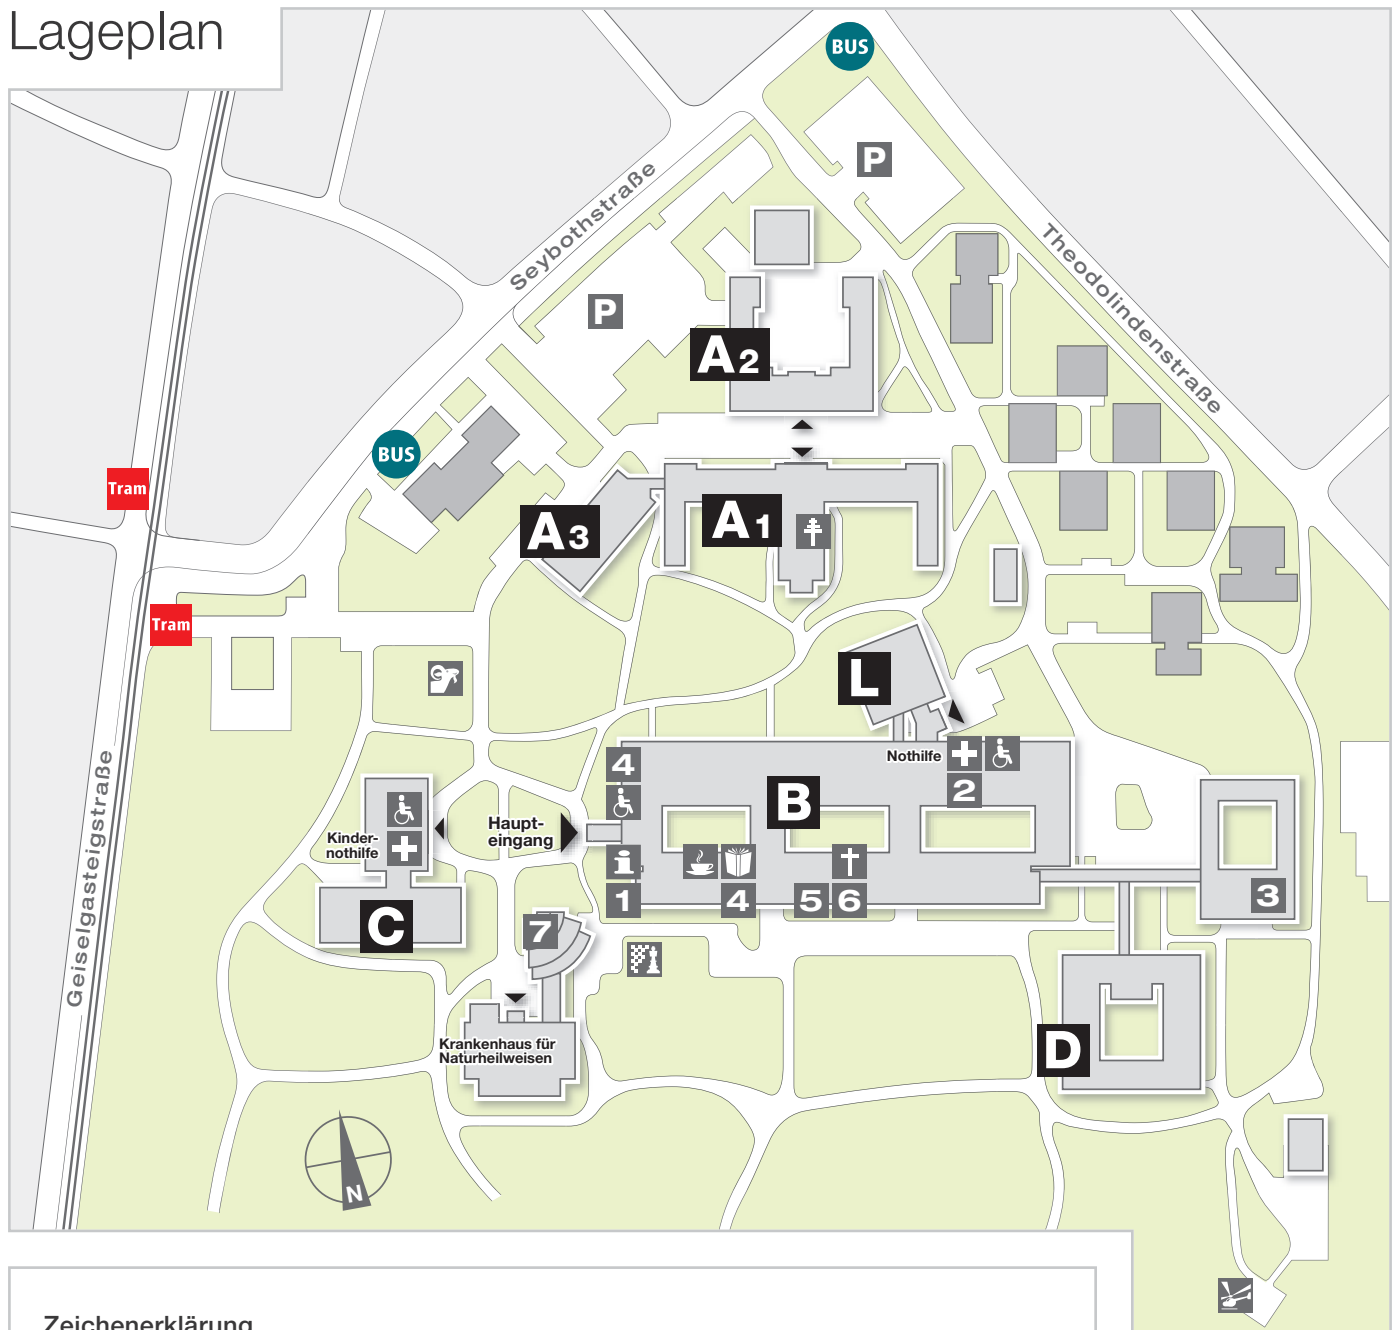 Lageplan
BUS
P
Seybothstraße
Theodolindenstraße
P
A2
BUS
Tram
A3
A1
Tram
L
Geiselgasteigstraße
4
Nothilfe
2
B
Haupt-
eingang
Kinder-
nothilfe
1
4
5
6
3
C
7
D
Krankenhaus für
Naturheilweisen
N
Zeichenerklärung